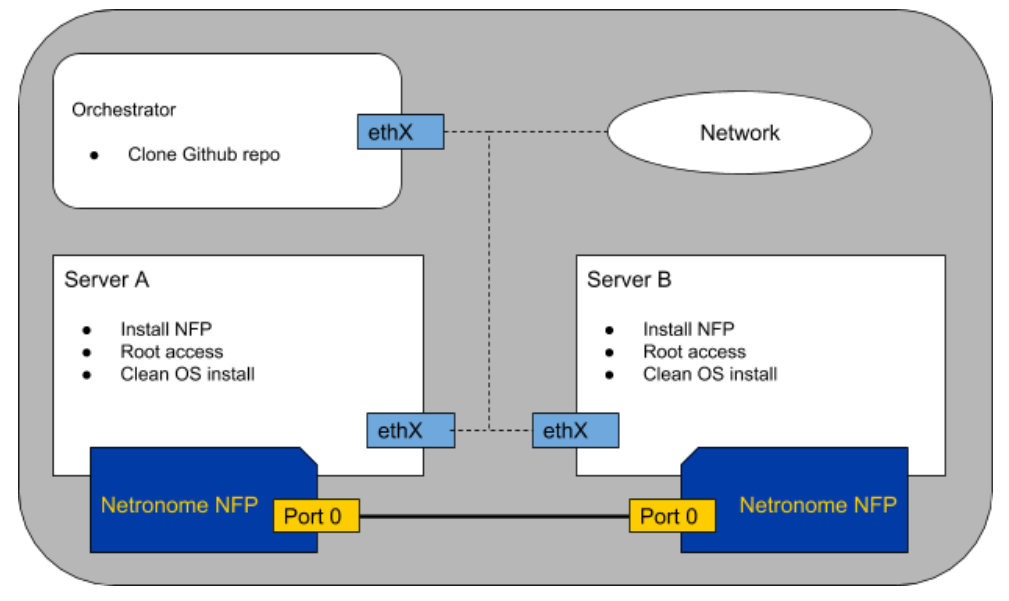 Orchestrator
● Clone Github repo
ethX
Network
Server A
● Install NFP
● Root access
● Clean OS install
ethX
Netronome NFP
Port 0
Server B
● Install NFP
● Root access
● Clean OS install
ethX
Port 0
Netronome NFP